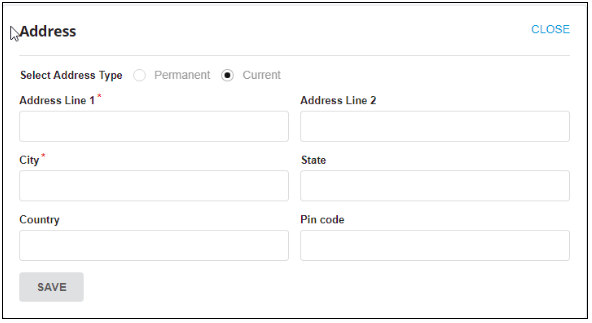 Address CLOSE
Select Address Type Permanent Current
Address Line 1 * Address Line 2
City * State
Country Pin code
SAVE